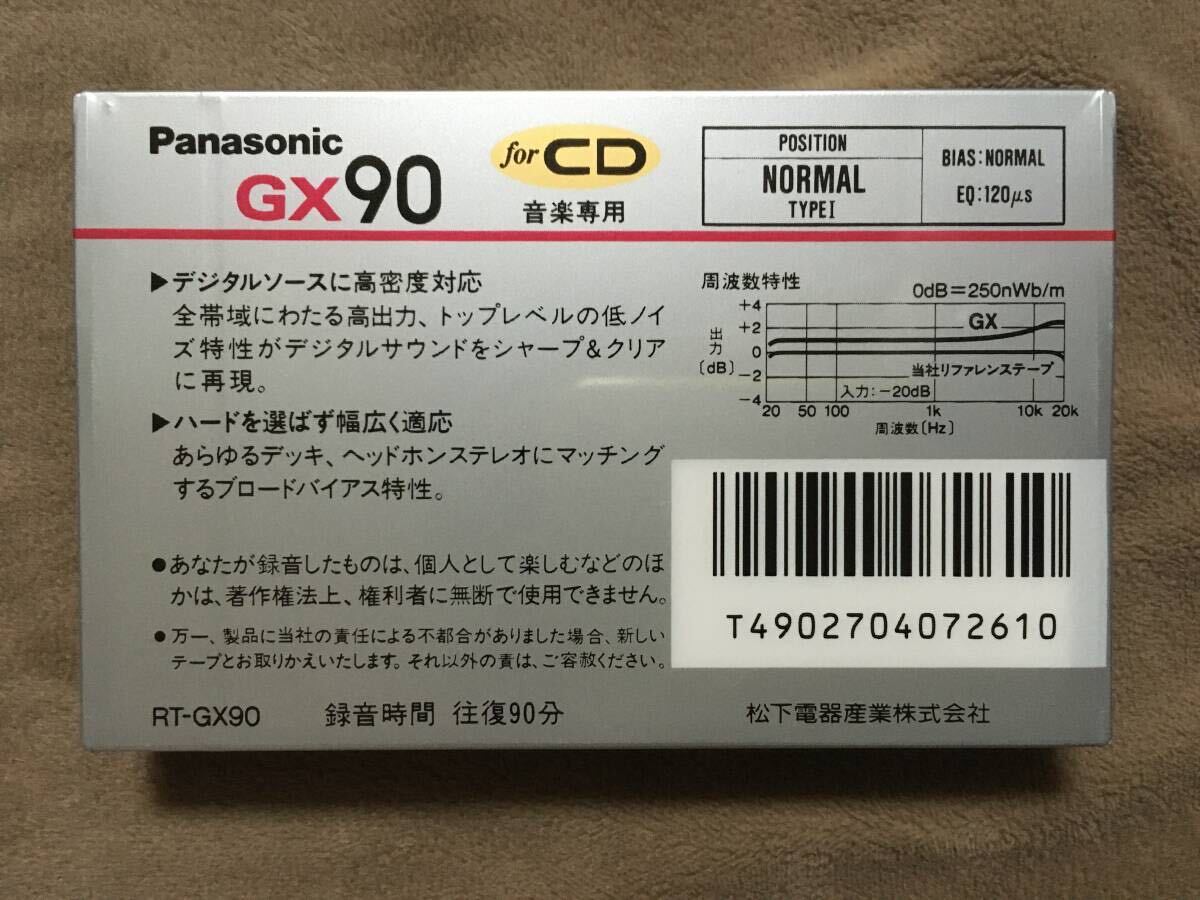 Panasonic
GX90
for CD
音楽専用
POSITION
NORMAL
TYPE I
BIAS:NORMAL
EQ:120μs
▶デジタルソースに高密度対応
全帯域にわたる高出力、トップレベルの低ノイ
ズ特性がデジタルサウンドをシャープ&クリア
に再現。
▶ハードを選ばず幅広く適応
あらゆるデッキ、ヘッドホンステレオにマッチング
するブロードバイアス特性。
周波数特性
0dB=250nWb/m
出力
[dB]
+4
+2
0
-2
-4
GX
当社リファレンステープ
入力:-20dB
20 50 100 1k 10k 20k
周波数[Hz]
●あなたが録音したものは、個人として楽しむなどのほ
かは、著作権法上、権利者に無断で使用できません。
●万一、製品に当社の責任による不都合がありました場合、新しい
テープとお取りかえいたします。それ以外の責は、ご容赦ください。
T4902704072610
RT-GX90
録音時間 往復90分
松下電器産業株式会社